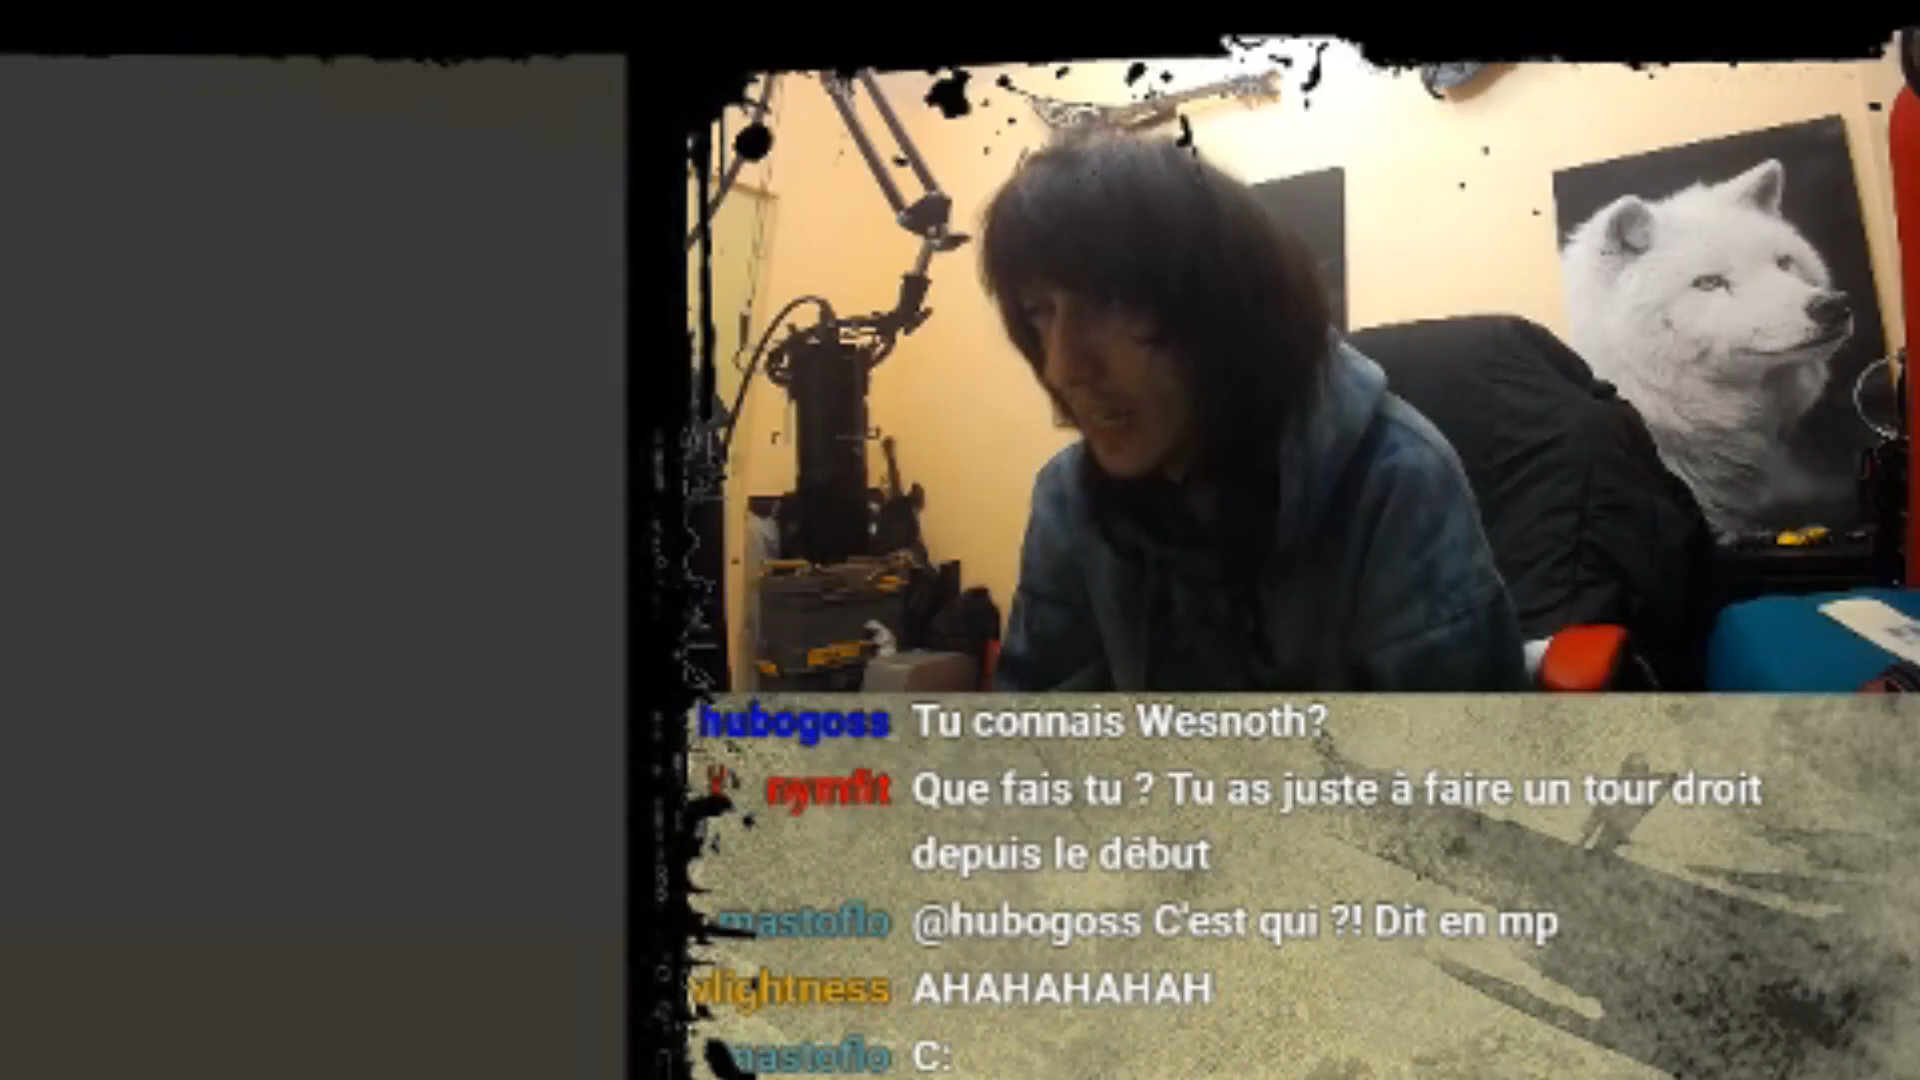 hubogoss Tu connais Wesnoth?
nymfit Que fais tu ? Tu as juste à faire un tour droit
depuis le début
mastoflo @hubogoss C'est qui ?! Dit en mp
AHAHAHAHAH
mastoflo C: